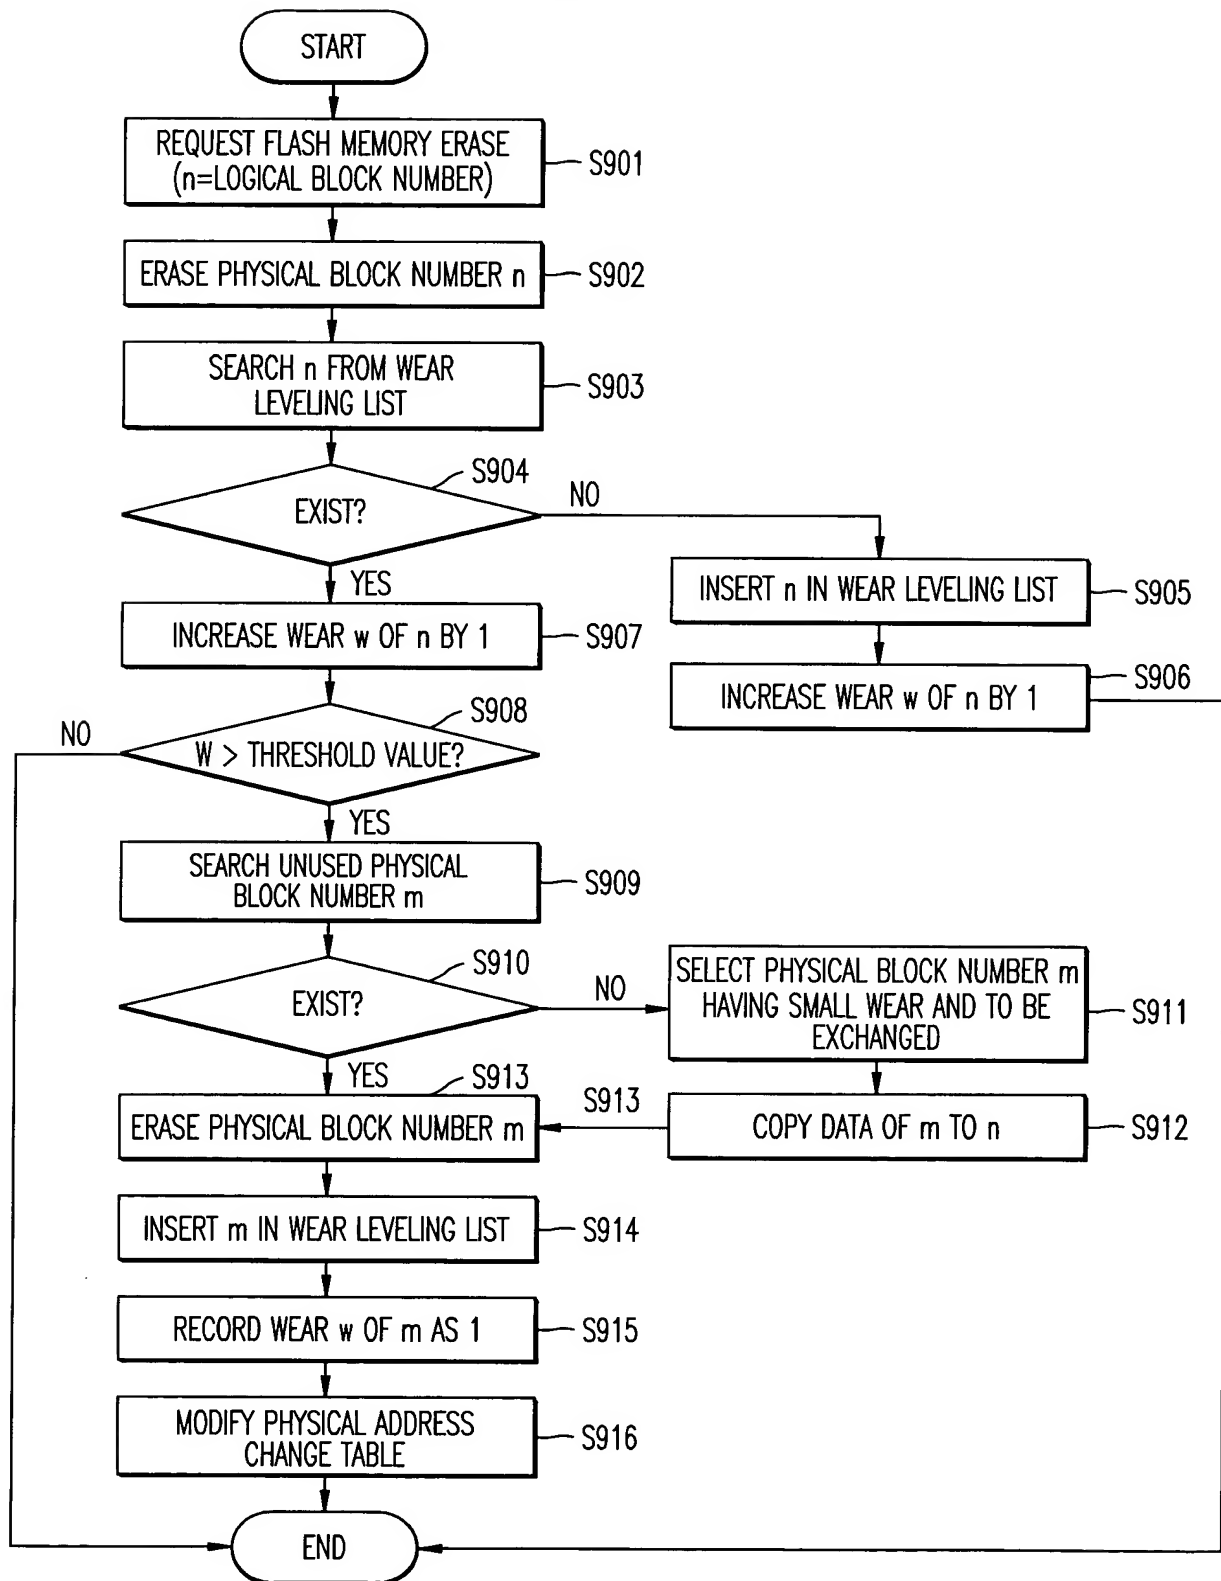 START
REQUEST FLASH MEMORY ERASE
(n=LOGICAL BLOCK NUMBER)
S901
ERASE PHYSICAL BLOCK NUMBER n
S902
SEARCH n FROM WEAR
LEVELING LIST
S903
S904
EXIST?
NO
YES
INSERT n IN WEAR LEVELING LIST
S905
INCREASE WEAR w OF n BY 1
S907
INCREASE WEAR w OF n BY 1
S906
S908
NO
W > THRESHOLD VALUE?
YES
SEARCH UNUSED PHYSICAL
BLOCK NUMBER m
S909
S910
EXIST?
NO
SELECT PHYSICAL BLOCK NUMBER m
HAVING SMALL WEAR AND TO BE
EXCHANGED
S911
YES
S913
S913
ERASE PHYSICAL BLOCK NUMBER m
COPY DATA OF m TO n
S912
INSERT m IN WEAR LEVELING LIST
S914
RECORD WEAR w OF m AS 1
S915
MODIFY PHYSICAL ADDRESS
CHANGE TABLE
S916
END